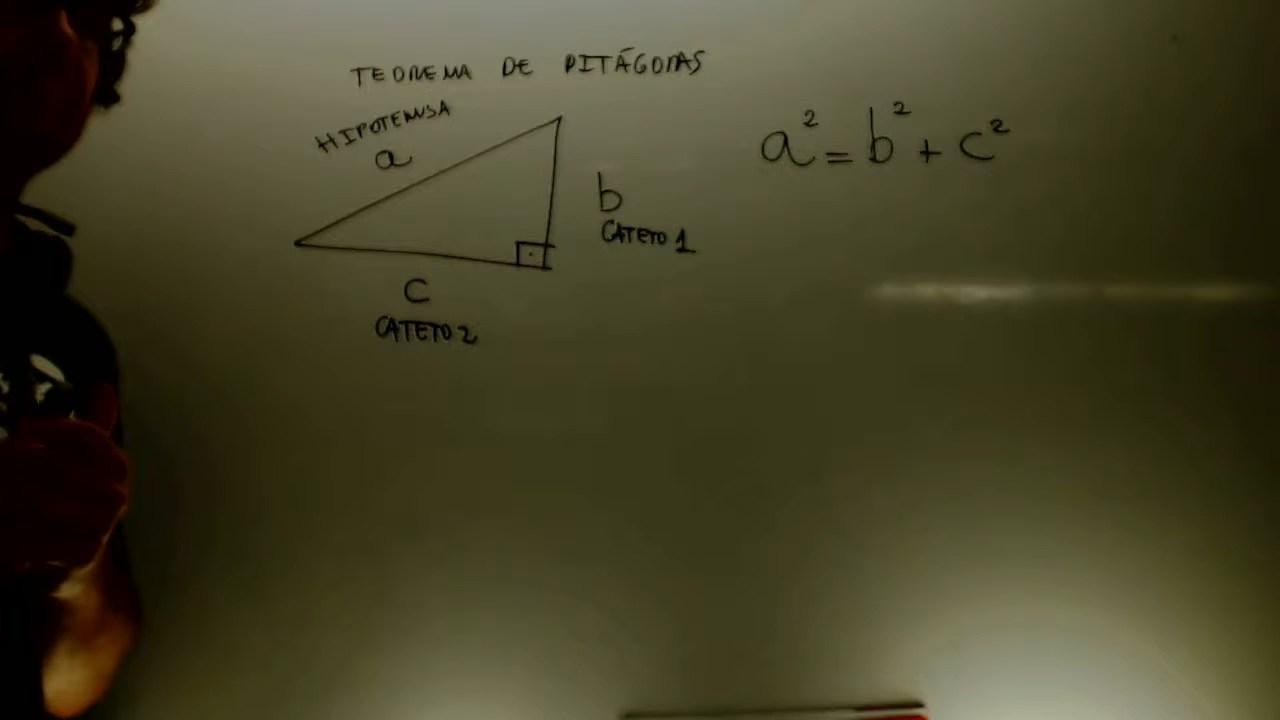 TEOREMA DE PITÁGORAS
HIPOTENUSA
a
b
CATETO 1
c
CATETO 2
a² = b² + c²